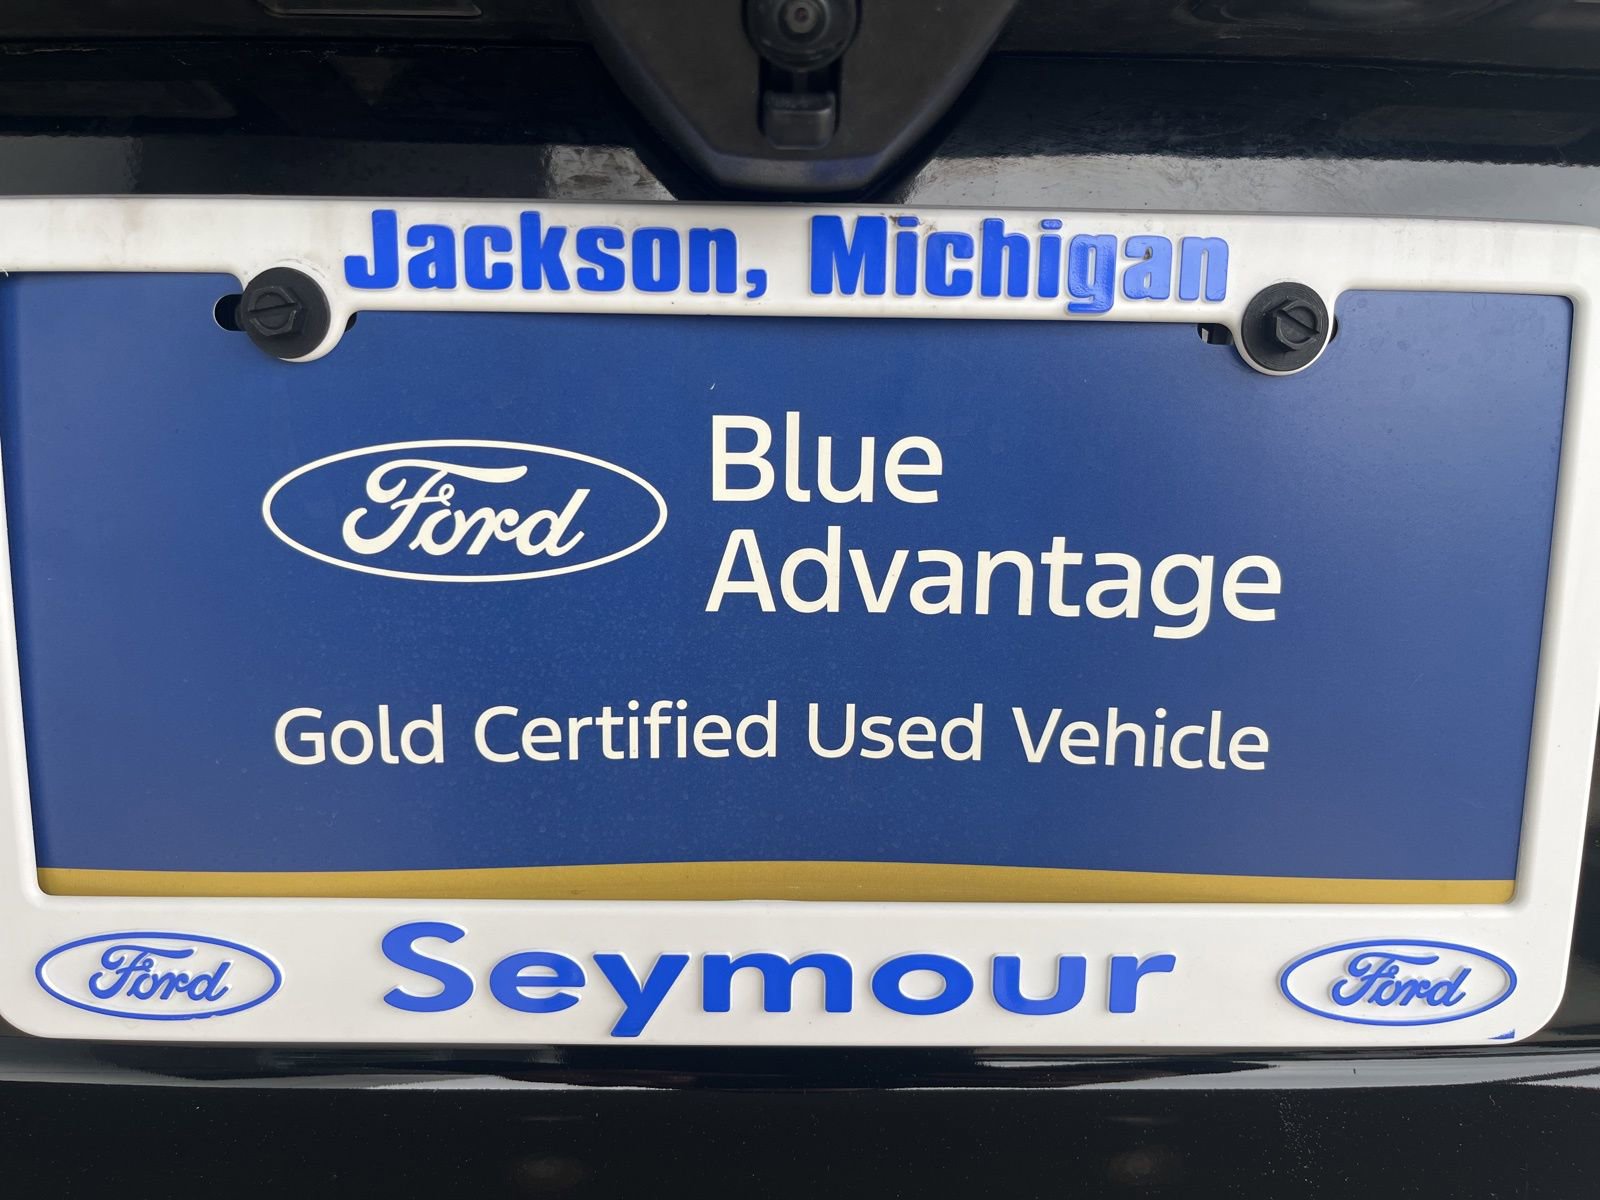 Jackson, Michigan
Ford
Blue
Advantage
Gold Certified Used Vehicle
Ford Seymour Ford